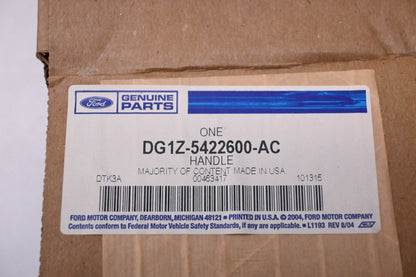 Ford
GENUINE
PARTS
ONE
DG1Z-5422600-AC
HANDLE
MAJORITY OF CONTENT MADE IN USA
DTK3A 00463417 101315
FORD MOTOR COMPANY, DEARBORN, MICHIGAN 48121 • PRINTED IN U.S.A. © 2004, FORD MOTOR COMPANY
Contents conform to Federal Motor Vehicle Safety Standards, if any are applicable. • L1193 REV 8/04